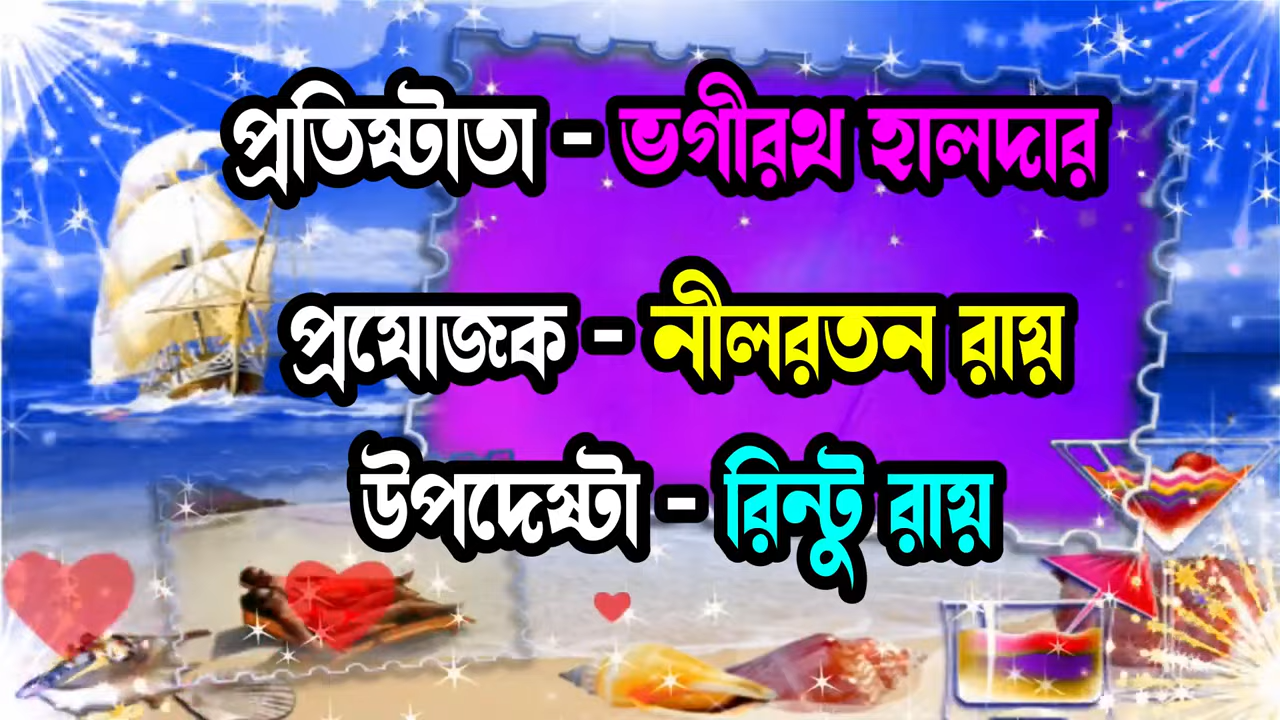 প্রতিষ্টাতা - ভগীরথ হালদার
প্রযোজক - নীলরতন রায়
উপদেষ্টা - রিন্টু রায়